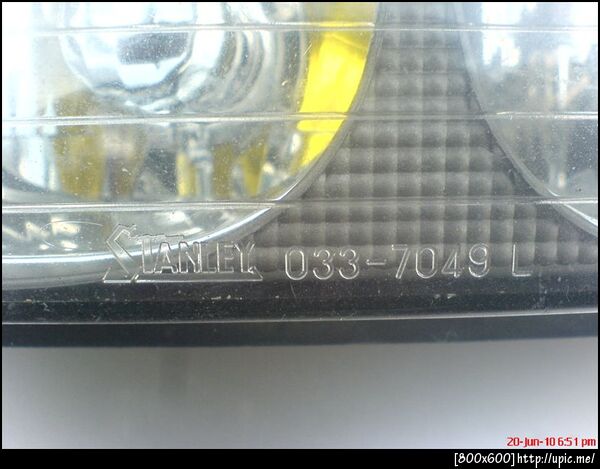 STANLEY 033-7049 L
20-Jun-10 6:51 pm
[800x600]http://upic.me/